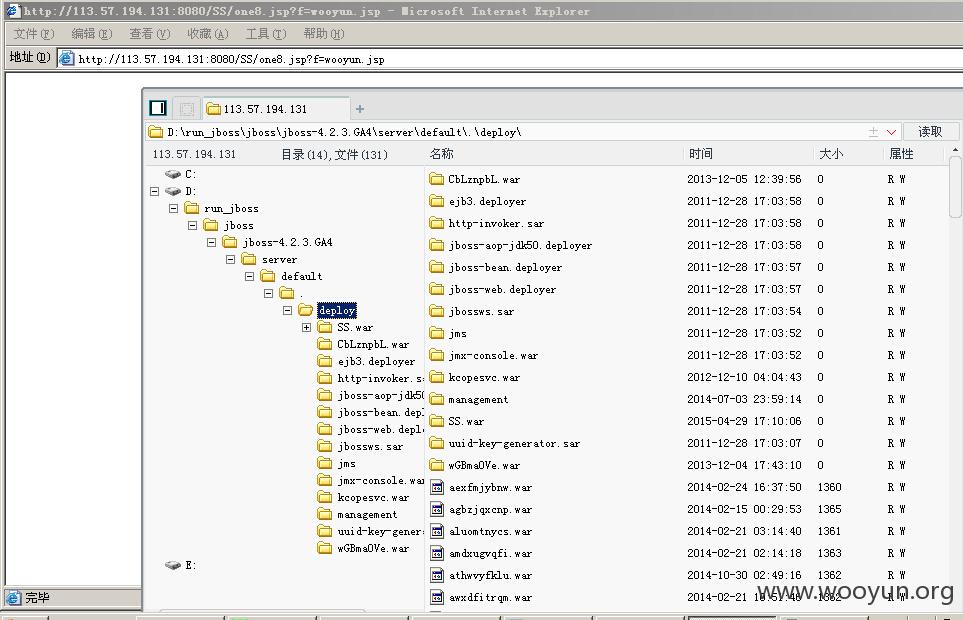 http://113.57.194.131:8080/SS/one8.jsp?f=wooyun.jsp - Microsoft Internet Explorer
文件(F) 编辑(E) 查看(V) 收藏(A) 工具(T) 帮助(H)
地址(D) http://113.57.194.131:8080/SS/one8.jsp?f=wooyun.jsp
113.57.194.131 +
D:\run_jboss\jboss\jboss-4.2.3.GA4\server\default\.\deploy\ 读取
113.57.194.131 目录(14),文件(131) 名称 时间 大小 属性
C:
D:
run_jboss
jboss
jboss-4.2.3.GA4
server
default
.
deploy
SS.war
CbLznpbL.war
ejb3.deployer
http-invoker.s
jboss-aop-jdk50
jboss-bean.depl
jboss-web.deplo
jbossws.sar
jms
jmx-console.war
kcopesvc.war
management
uuid-key-gener
wGBmaOVe.war
E:
CbLznpbL.war 2013-12-05 12:39:56 0 R W
ejb3.deployer 2011-12-28 17:03:58 0 R W
http-invoker.sar 2011-12-28 17:03:58 0 R W
jboss-aop-jdk50.deployer 2011-12-28 17:03:58 0 R W
jboss-bean.deployer 2011-12-28 17:03:57 0 R W
jboss-web.deployer 2011-12-28 17:03:57 0 R W
jbossws.sar 2011-12-28 17:03:54 0 R W
jms 2011-12-28 17:03:52 0 R W
jmx-console.war 2011-12-28 17:03:52 0 R W
kcopesvc.war 2012-12-10 04:04:43 0 R W
management 2014-07-03 23:59:14 0 R W
SS.war 2015-04-29 17:10:06 0 R W
uuid-key-generator.sar 2011-12-28 17:03:07 0 R W
wGBmaOVe.war 2013-12-04 17:43:10 0 R W
aexfmjybnw.war 2014-02-24 16:37:50 1360 R W
agbzjqxcnp.war 2014-02-15 00:29:53 1365 R W
aluomtnycs.war 2014-02-21 03:14:40 1361 R W
amdxugvqfi.war 2014-02-21 02:14:18 1363 R W
athwvyfklu.war 2014-10-30 02:49:16 1362 R W
awxdfitrqm.war 2014-02-21 1362 R W
www.wooyun.org
完毕